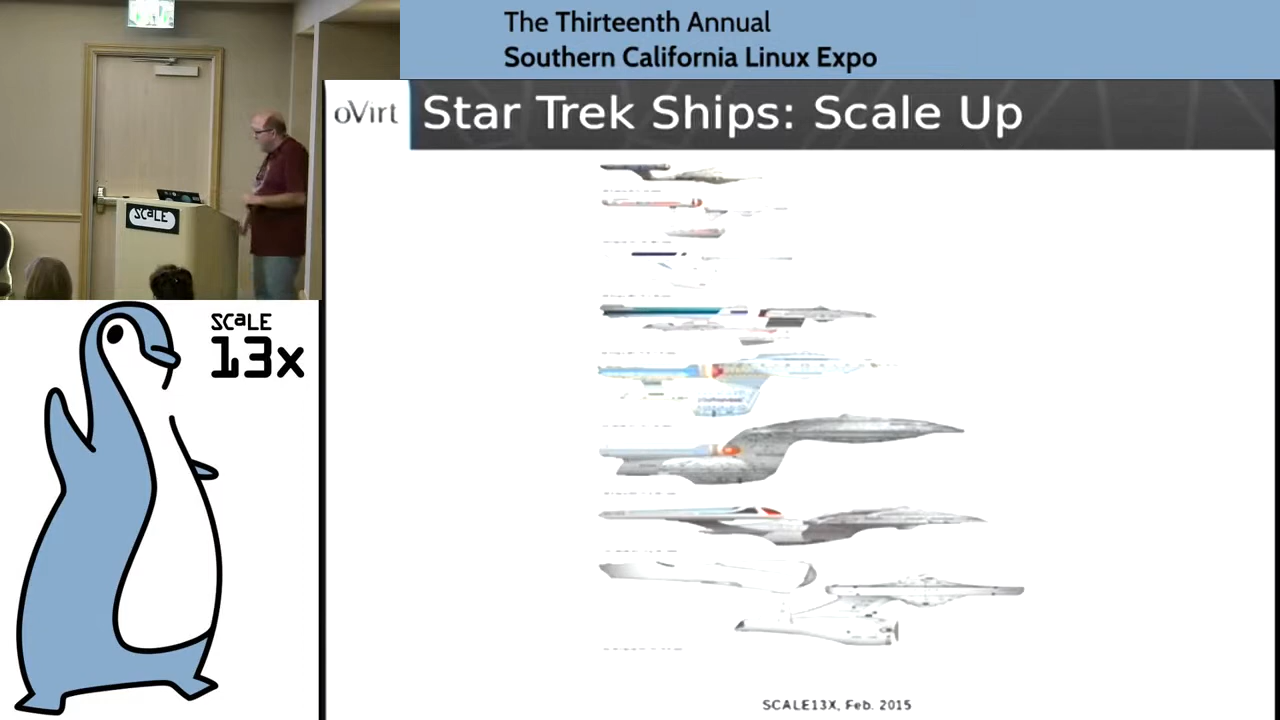 The Thirteenth Annual
Southern California Linux Expo
oVirt
Star Trek Ships: Scale Up
SCALE
SCALE
13x
SCALE13X, Feb. 2015